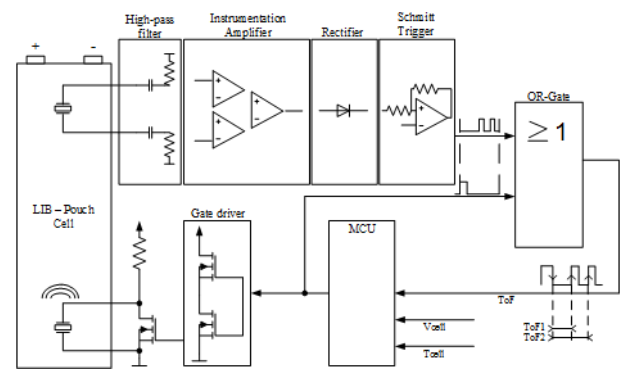 High-pass
filter
Instrumentation
Amplifier
Rectifier
Schmitt
Trigger
+
-
OR-Gate
+
-
+
-
+
-
+
-
≥ 1
LIB – Pouch
Cell
Gate driver
MCU
ToF
Vcell
Tcell
ToF1
ToF2